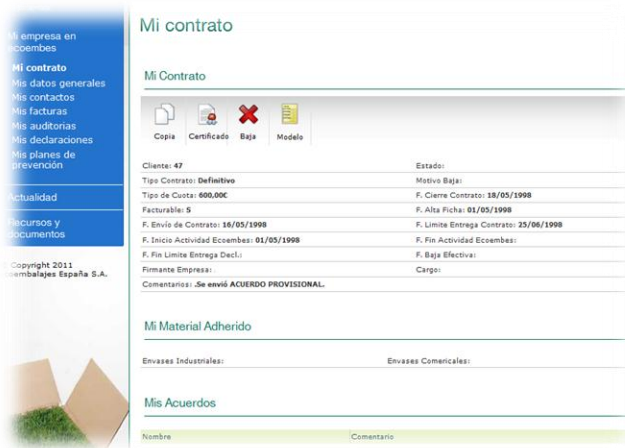 Mi contrato
Mi empresa en
ecoembes
Mi contrato
Mis datos generales
Mis contactos
Mis facturas
Mis auditorias
Mis declaraciones
Mis planes de
prevención
Actualidad
Recursos y
documentos
Copyright 2011
España S.A.
Mi Contrato
Copia Certificado Baja Modelo
Cliente: 47 Estado:
Tipo Contrato: Definitivo Motivo Baja:
Tipo de Cuota: 600,00€ F. Cierre Contrato: 18/05/1998
Facturable: S F. Alta Ficha: 01/05/1998
F. Envío de Contrato: 16/05/1998 F. Limite Entrega Contrato: 25/06/1998
F. Inicio Actividad Ecoembes: 01/05/1998 F. Fin Actividad Ecoembes:
F. Fin Limite Entrega Decl.: F. Baja Efectiva:
Firmante Empresa: Cargo:
Comentarios: .Se envió ACUERDO PROVISIONAL.
Mi Material Adherido
Envases Industriales: Envases Comericales:
Mis Acuerdos
Nombre Comentario